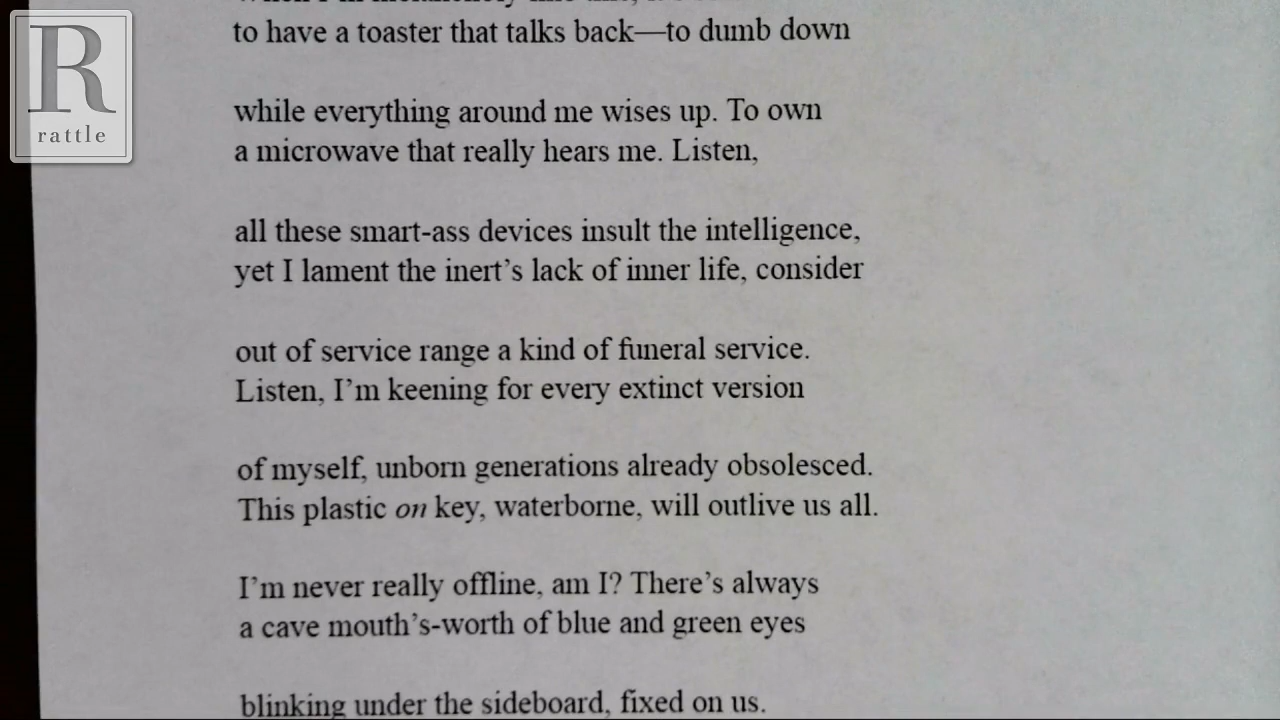 R
rattle
to have a toaster that talks back—to dumb down
while everything around me wises up. To own
a microwave that really hears me. Listen,
all these smart-ass devices insult the intelligence,
yet I lament the inert’s lack of inner life, consider
out of service range a kind of funeral service.
Listen, I’m keening for every extinct version
of myself, unborn generations already obsolesced.
This plastic on key, waterborne, will outlive us all.
I’m never really offline, am I? There’s always
a cave mouth’s-worth of blue and green eyes
blinking under the sideboard, fixed on us.